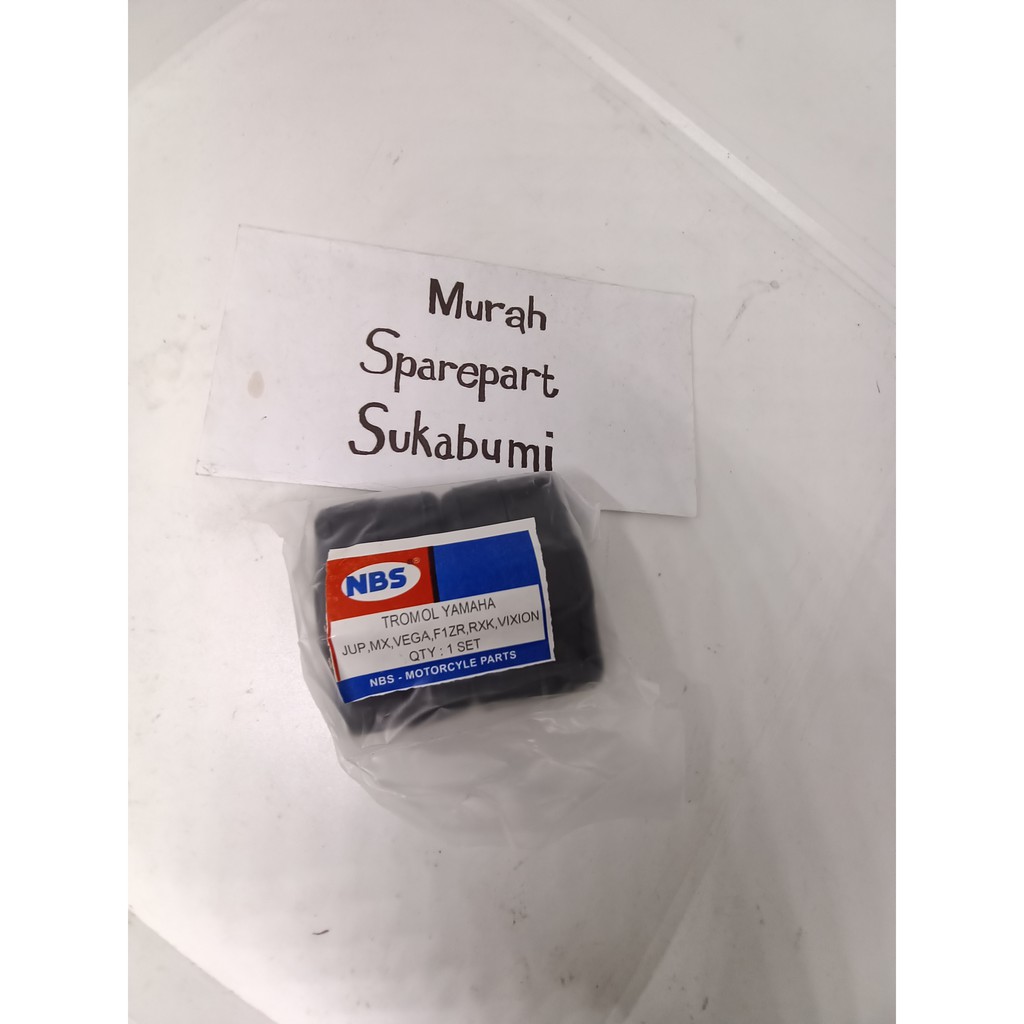 Murah
Sparepart
Sukabumi
NBS®
TROMOL YAMAHA
JUP,MX,VEGA,F1ZR,RXK,VIXION
QTY : 1 SET
NBS - MOTORCYLE PARTS